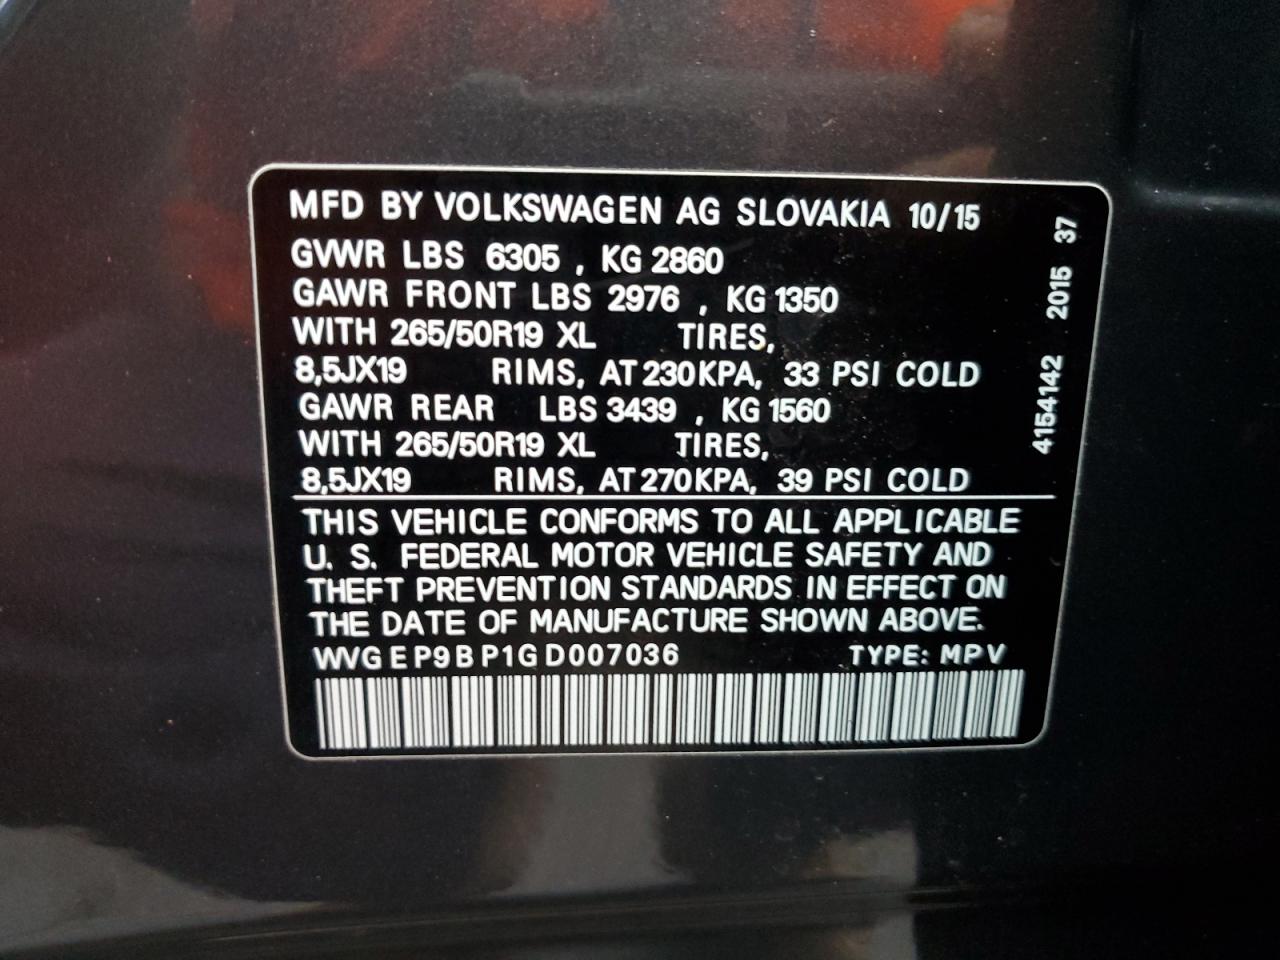 MFD BY VOLKSWAGEN AG SLOVAKIA 10/15
GVWR LBS 6305 , KG 2860
GAWR FRONT LBS 2976 , KG 1350
WITH 265/50R19 XL TIRES,
8,5JX19 RIMS, AT 230KPA, 33 PSI COLD
GAWR REAR LBS 3439 , KG 1560
WITH 265/50R19 XL TIRES,
8,5JX19 RIMS, AT 270KPA, 39 PSI COLD
THIS VEHICLE CONFORMS TO ALL APPLICABLE
U. S. FEDERAL MOTOR VEHICLE SAFETY AND
THEFT PREVENTION STANDARDS IN EFFECT ON
THE DATE OF MANUFACTURE SHOWN ABOVE.
WVGEP9BP1GD007036 TYPE: MPV
4154142 2015 37